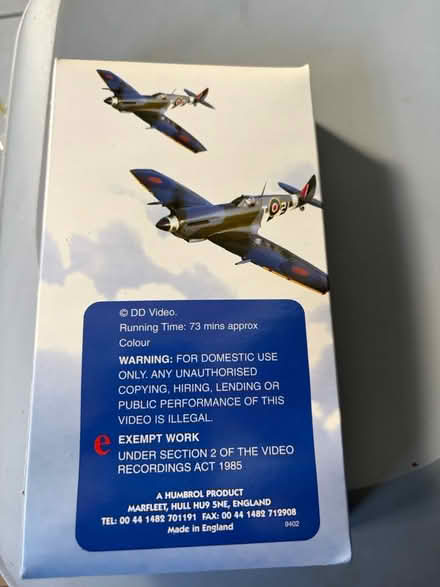 © DD Video.
Running Time: 73 mins approx
Colour
WARNING: FOR DOMESTIC USE
ONLY. ANY UNAUTHORISED
COPYING, HIRING, LENDING OR
PUBLIC PERFORMANCE OF THIS
VIDEO IS ILLEGAL.
e EXEMPT WORK
UNDER SECTION 2 OF THE VIDEO
RECORDINGS ACT 1985
A HUMBROL PRODUCT
MARFLEET, HULL HU9 5NE, ENGLAND
TEL: 00 44 1482 701191 FAX: 00 44 1482 712908
Made in England
9402